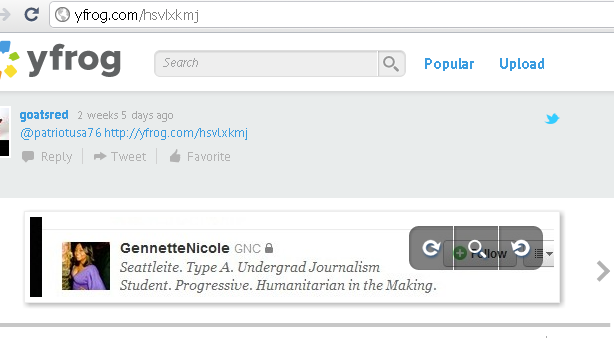 yfrog.com/hsvlxkmj
yfrog
Search
Popular
Upload
goatsred 2 weeks 5 days ago
@patriotusa76 http://yfrog.com/hsvlxkmj
Reply Tweet Favorite
GennetteNicole GNC
Follow
Seattleite. Type A. Undergrad Journalism
Student. Progressive. Humanitarian in the Making.